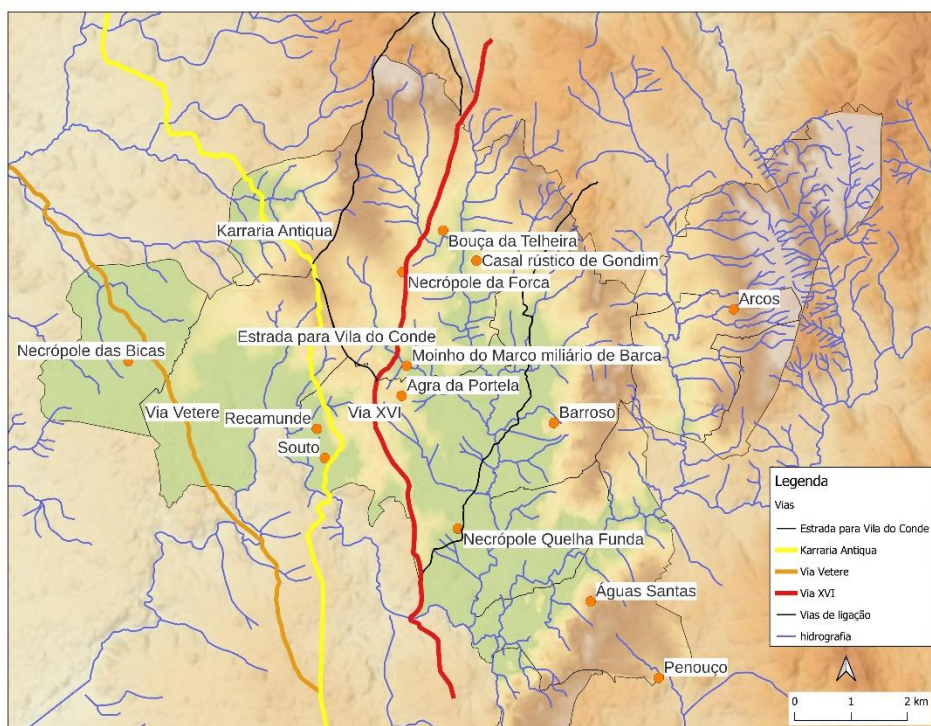 Karraria Antiqua
Bouça da Telheira
Casal rústico de Gondim
Necrópole da Forca
Arcos
Estrada para Vila do Conde
Necrópole das Bicas
Moinho do Marco miliário de Barca
Agra da Portela
Via Vetere
Recamunde
Via XVI
Barroso
Souto
Necrópole Quelha Funda
Águas Santas
Penouço
Legenda
Vias
Estrada para Vila do Conde
Karraria Antiqua
Via Vetere
Via XVI
Vias de ligação
hidrografia
0 1 2 km